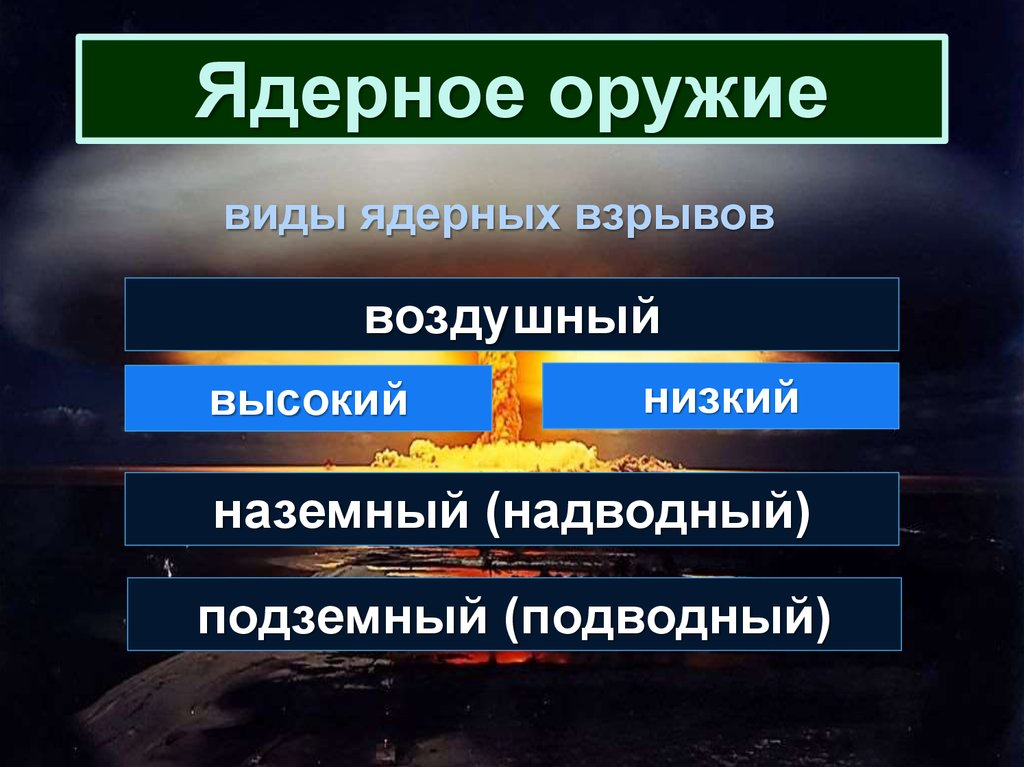 Ядерное оружие
виды ядерных взрывов
воздушный
высокий
низкий
наземный (надводный)
подземный (подводный)